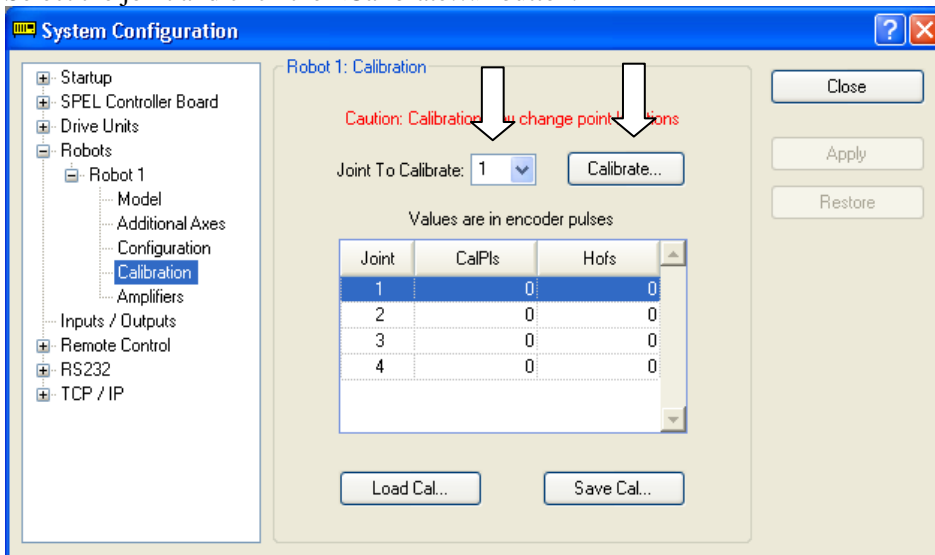 System Configuration
Startup
SPEL Controller Board
Drive Units
Robots
Robot 1
Model
Additional Axes
Configuration
Calibration
Amplifiers
Inputs / Outputs
Remote Control
RS232
TCP / IP
Robot 1: Calibration
Caution: Calibration change point
Joint To Calibrate: 1 Calibrate...
Values are in encoder pulses
Joint CalPls Hofs
1 0 0
2 0 0
3 0 0
4 0 0
Load Cal... Save Cal...
Close
Apply
Restore